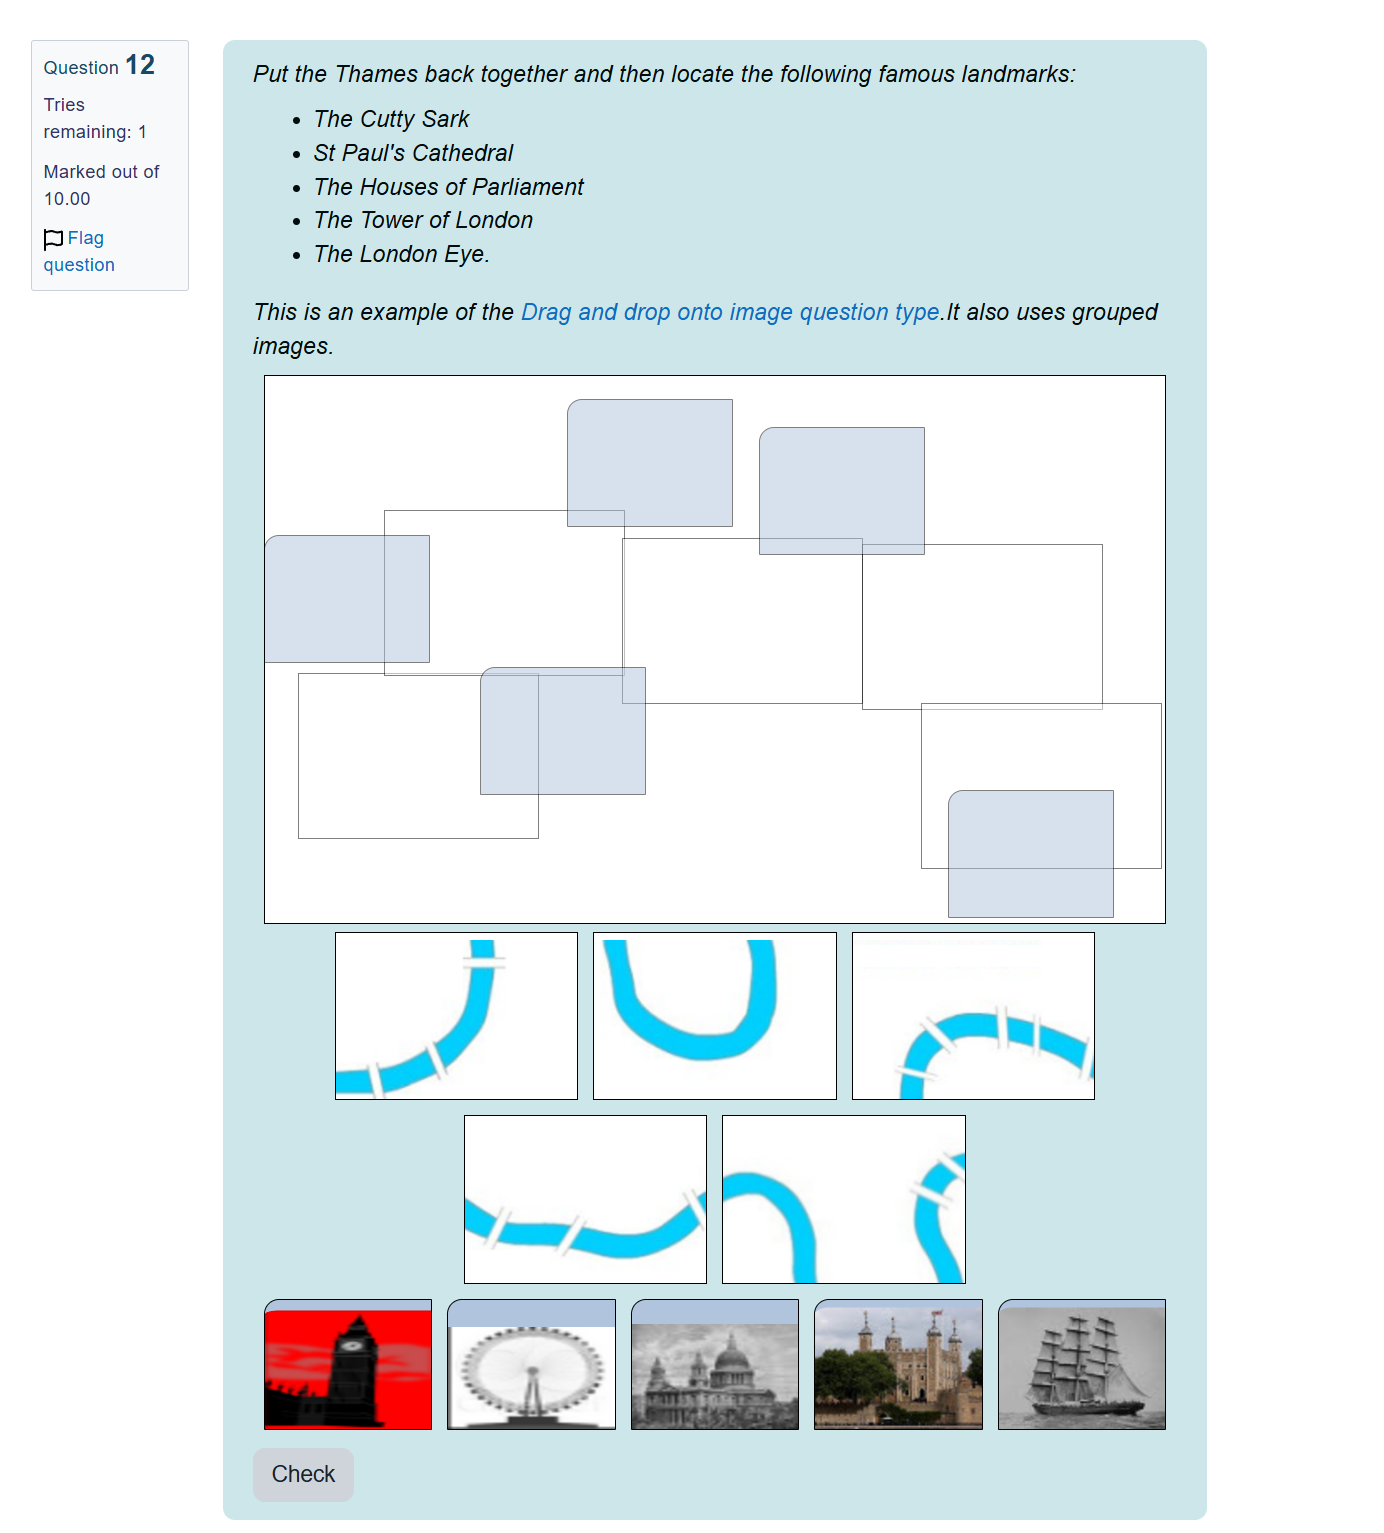 Question 12
Tries
remaining: 1
Marked out of
10.00
Flag
question
Put the Thames back together and then locate the following famous landmarks:
The Cutty Sark
St Paul's Cathedral
The Houses of Parliament
The Tower of London
The London Eye.
This is an example of the Drag and drop onto image question type.It also uses grouped
images.
Check